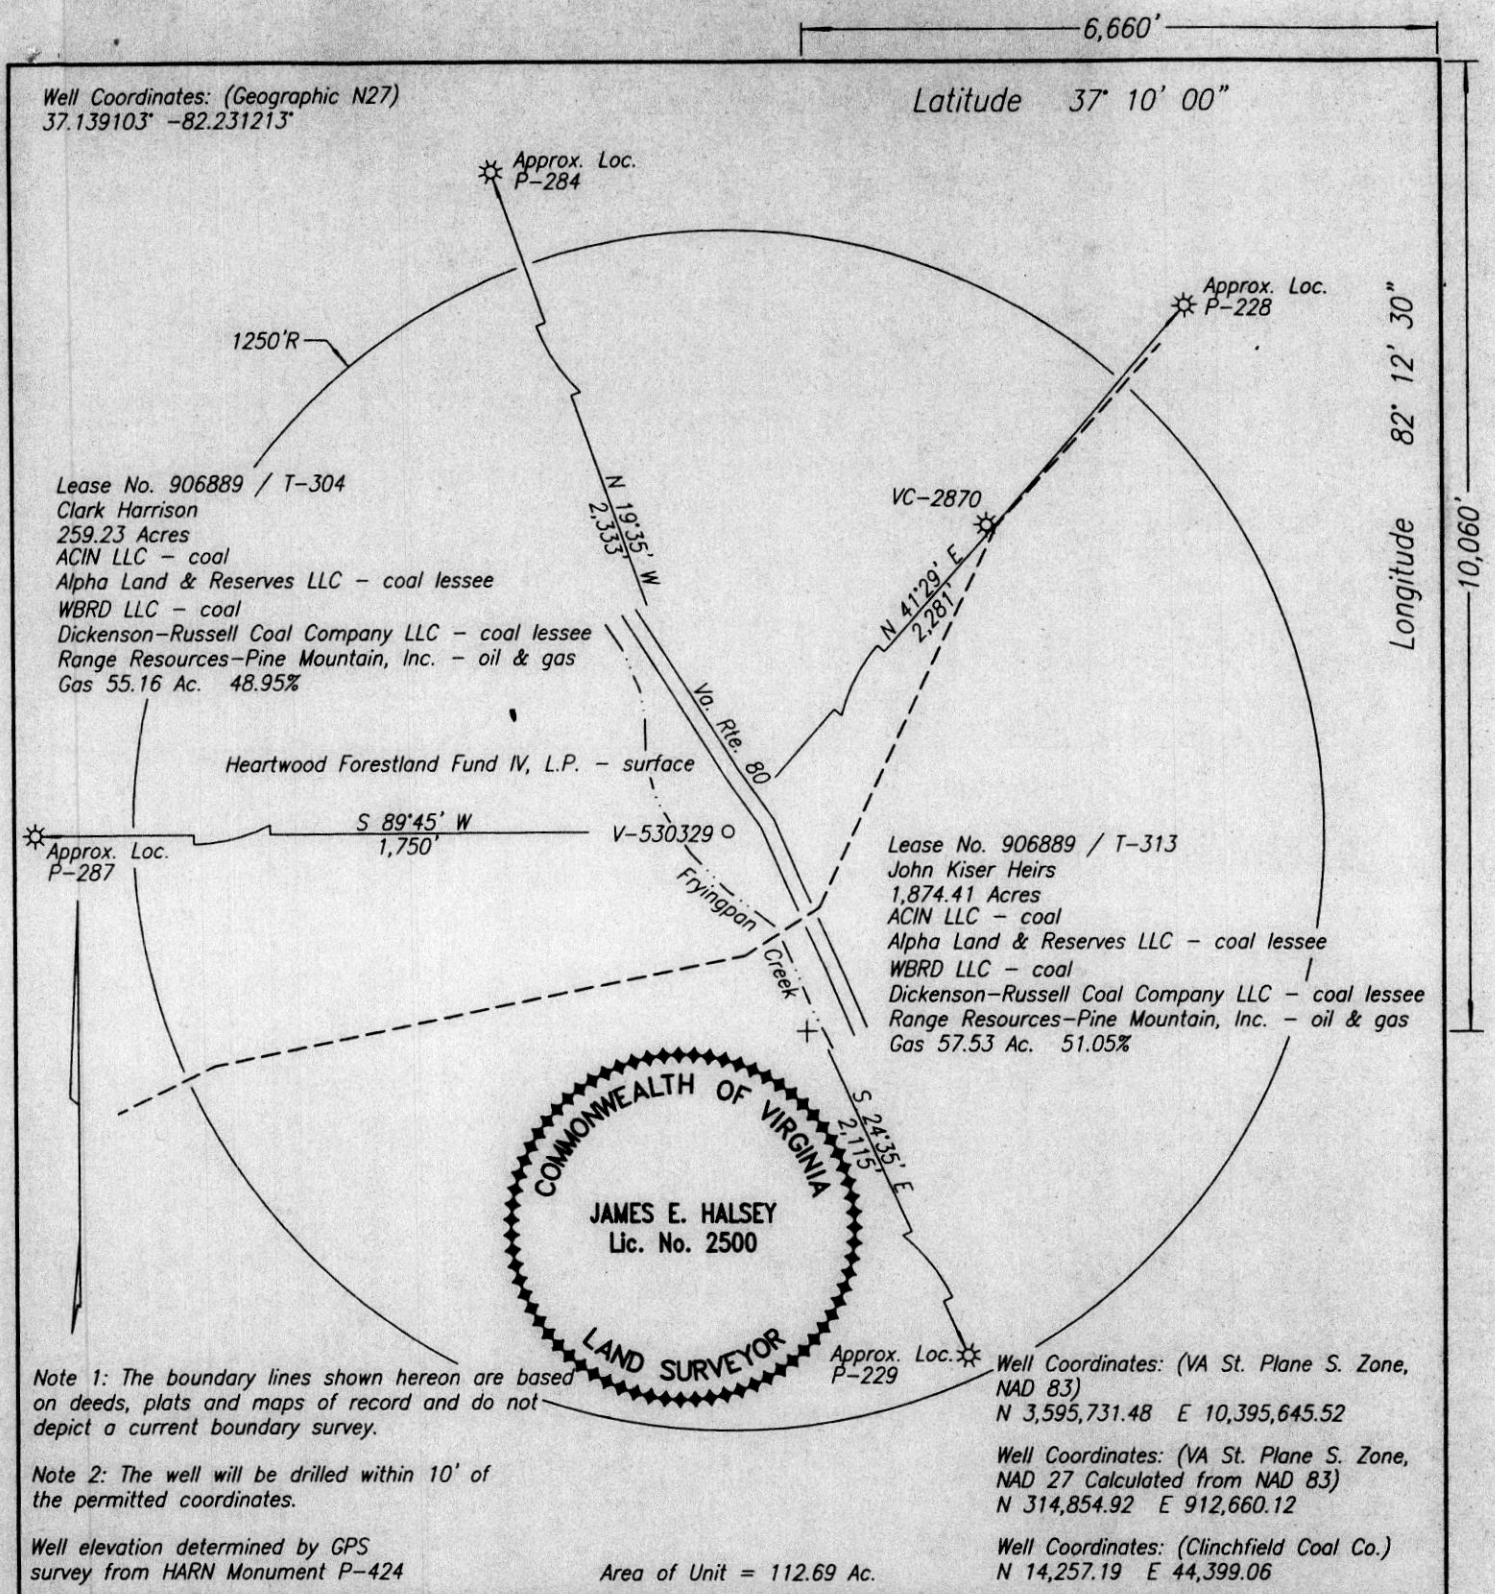 6,660'
Well Coordinates: (Geographic N27)
37.139103° -82.231213°
Latitude 37° 10' 00"
Approx. Loc.
P-284
Approx. Loc.
P-228
82° 12' 30"
Longitude
10,060'
1250'R
Lease No. 906889 / T-304
Clark Harrison
259.23 Acres
ACIN LLC - coal
Alpha Land & Reserves LLC - coal lessee
WBRD LLC - coal
Dickenson-Russell Coal Company LLC - coal lessee
Range Resources-Pine Mountain, Inc. - oil & gas
Gas 55.16 Ac. 48.95%
N 19°35' W
2,333'
VC-2870
N 41°29' E
2,281'
Va. Rte. 80
Heartwood Forestland Fund IV, L.P. - surface
S 89°45' W
1,750'
V-530329
Approx. Loc.
P-287
Fryingpan
Creek
Lease No. 906889 / T-313
John Kiser Heirs
1,874.41 Acres
ACIN LLC - coal
Alpha Land & Reserves LLC - coal lessee
WBRD LLC - coal
Dickenson-Russell Coal Company LLC - coal lessee
Range Resources-Pine Mountain, Inc. - oil & gas
Gas 57.53 Ac. 51.05%
COMMONWEALTH OF VIRGINIA
JAMES E. HALSEY
Lic. No. 2500
LAND SURVEYOR
S 24°35' E
2,115'
Approx. Loc.
P-229
Note 1: The boundary lines shown hereon are based
on deeds, plats and maps of record and do not
depict a current boundary survey.
Note 2: The well will be drilled within 10' of
the permitted coordinates.
Well elevation determined by GPS
survey from HARN Monument P-424
Area of Unit = 112.69 Ac.
Well Coordinates: (VA St. Plane S. Zone,
NAD 83)
N 3,595,731.48 E 10,395,645.52
Well Coordinates: (VA St. Plane S. Zone,
NAD 27 Calculated from NAD 83)
N 314,854.92 E 912,660.12
Well Coordinates: (Clinchfield Coal Co.)
N 14,257.19 E 44,399.06